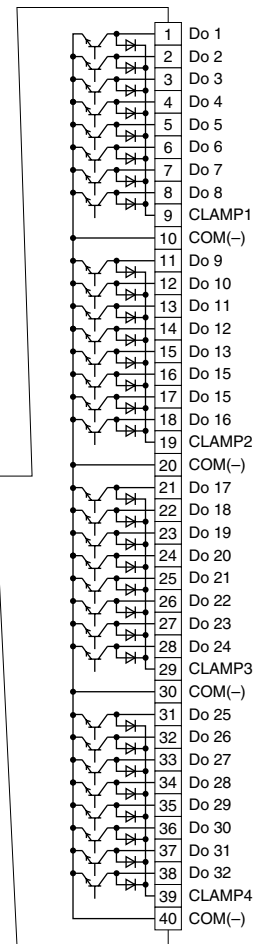 1 Do 1
2 Do 2
3 Do 3
4 Do 4
5 Do 5
6 Do 6
7 Do 7
8 Do 8
9 CLAMP1
10 COM(–)
11 Do 9
12 Do 10
13 Do 11
14 Do 12
15 Do 13
16 Do 15
17 Do 15
18 Do 16
19 CLAMP2
20 COM(–)
21 Do 17
22 Do 18
23 Do 19
24 Do 20
25 Do 21
26 Do 22
27 Do 23
28 Do 24
29 CLAMP3
30 COM(–)
31 Do 25
32 Do 26
33 Do 27
34 Do 28
35 Do 29
36 Do 30
37 Do 31
38 Do 32
39 CLAMP4
40 COM(–)